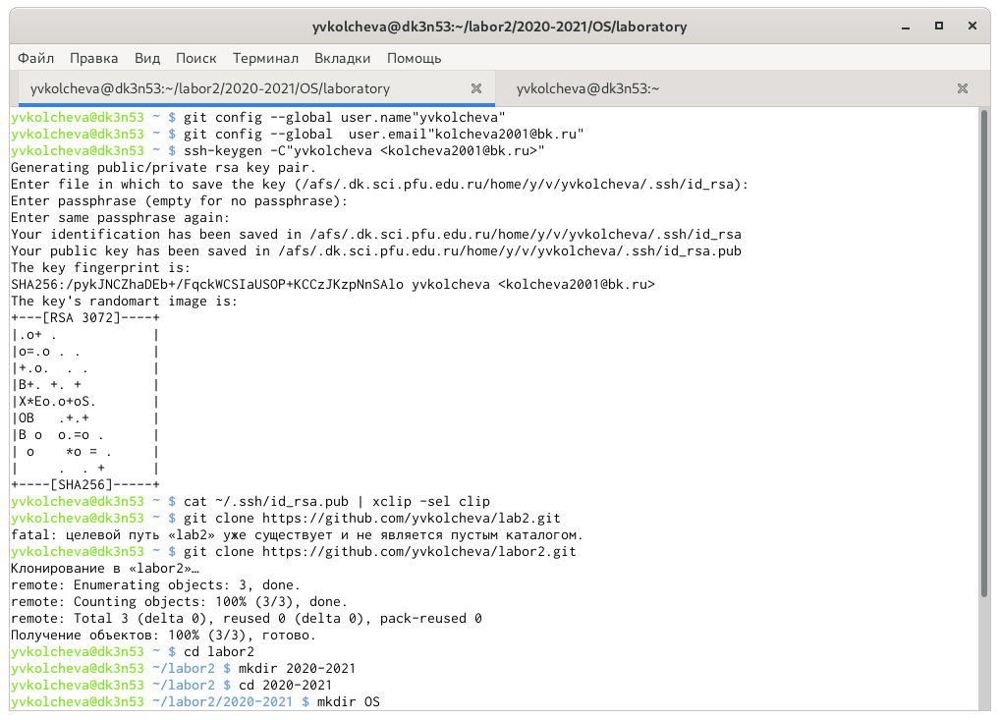 yvkolcheva@dk3n53:~/labor2/2020-2021/OS/laboratory
Файл Правка Вид Поиск Терминал Вкладки Помощь
yvkolcheva@dk3n53:~/labor2/2020-2021/OS/laboratory yvkolcheva@dk3n53:~
yvkolcheva@dk3n53 ~ $ git config --global user.name"yvkolcheva"
yvkolcheva@dk3n53 ~ $ git config --global  user.email"kolcheva2001@bk.ru"
yvkolcheva@dk3n53 ~ $ ssh-keygen -C"yvkolcheva <kolcheva2001@bk.ru>"
Generating public/private rsa key pair.
Enter file in which to save the key (/afs/.dk.sci.pfu.edu.ru/home/y/v/yvkolcheva/.ssh/id_rsa):
Enter passphrase (empty for no passphrase):
Enter same passphrase again:
Your identification has been saved in /afs/.dk.sci.pfu.edu.ru/home/y/v/yvkolcheva/.ssh/id_rsa
Your public key has been saved in /afs/.dk.sci.pfu.edu.ru/home/y/v/yvkolcheva/.ssh/id_rsa.pub
The key fingerprint is:
SHA256:/pykJNCZhaDEb+/FqckWCSIaUSOP+KCCzJKzpNnSAlo yvkolcheva <kolcheva2001@bk.ru>
The key's randomart image is:
+---[RSA 3072]----+
|.o+ .            |
|o=.o . .         |
|+.o.  . .        |
|B+. +. +         |
|X*Eo.o+oS.       |
|OB   .+.+        |
|B o  o.=o .      |
| o    *o = .     |
|     .  . +      |
+----[SHA256]-----+
yvkolcheva@dk3n53 ~ $ cat ~/.ssh/id_rsa.pub | xclip -sel clip
yvkolcheva@dk3n53 ~ $ git clone https://github.com/yvkolcheva/lab2.git
fatal: целевой путь «lab2» уже существует и не является пустым каталогом.
yvkolcheva@dk3n53 ~ $ git clone https://github.com/yvkolcheva/labor2.git
Клонирование в «labor2»…
remote: Enumerating objects: 3, done.
remote: Counting objects: 100% (3/3), done.
remote: Total 3 (delta 0), reused 0 (delta 0), pack-reused 0
Получение объектов: 100% (3/3), готово.
yvkolcheva@dk3n53 ~ $ cd labor2
yvkolcheva@dk3n53 ~/labor2 $ mkdir 2020-2021
yvkolcheva@dk3n53 ~/labor2 $ cd 2020-2021
yvkolcheva@dk3n53 ~/labor2/2020-2021 $ mkdir OS